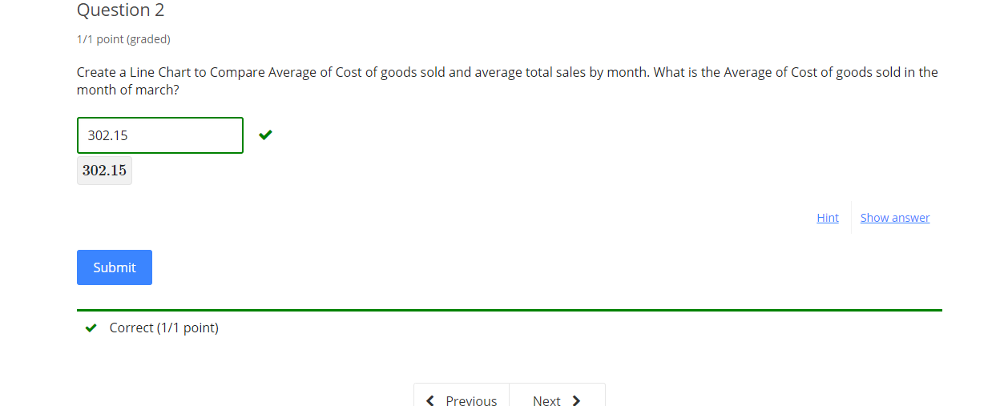 Question 2
1/1 point (graded)
Create a Line Chart to Compare Average of Cost of goods sold and average total sales by month. What is the Average of Cost of goods sold in the
month of march?
302.15
302.15
Hint
Show answer
Submit
Correct (1/1 point)
Previous
Next